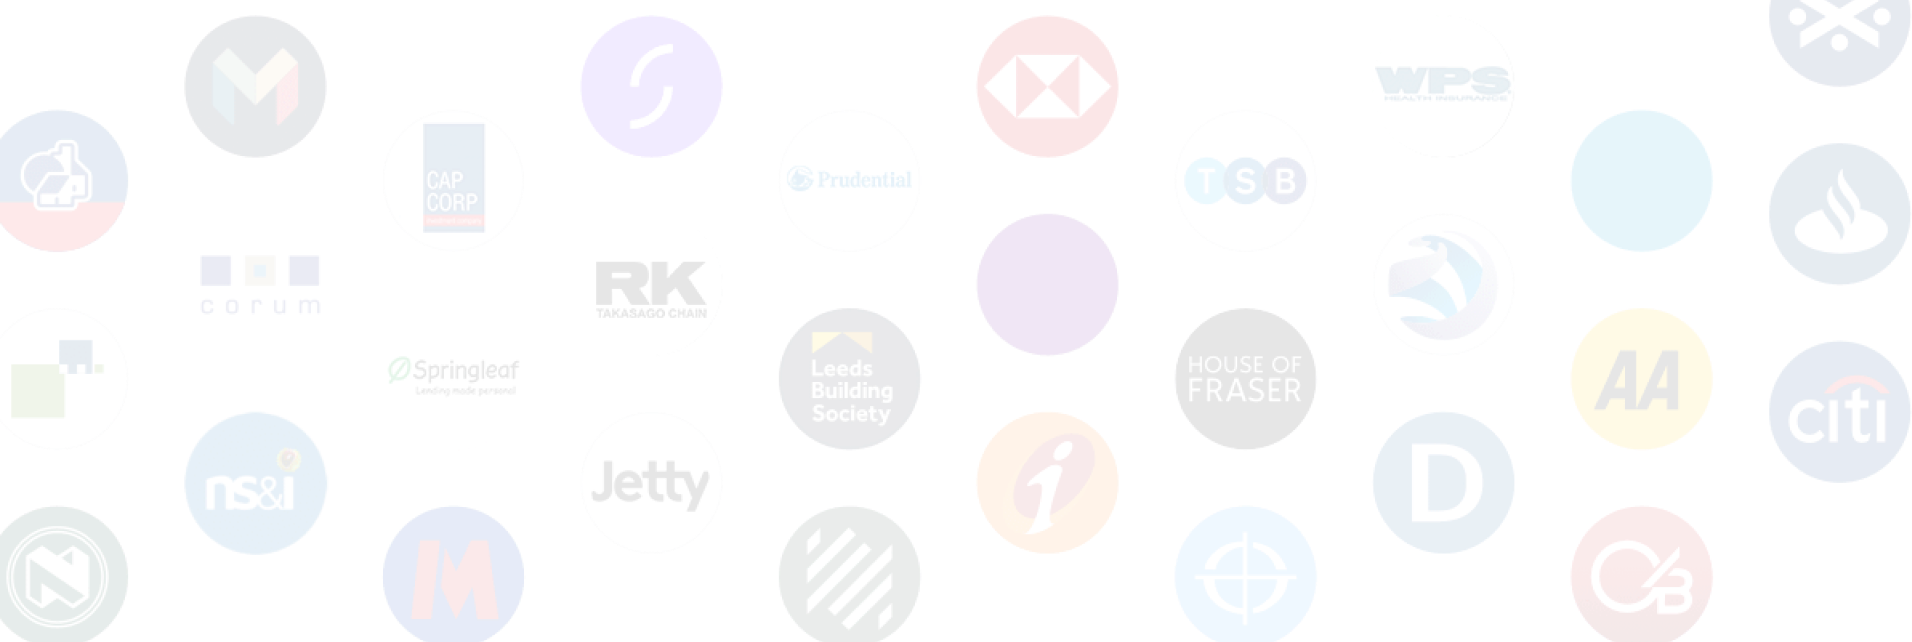 WPS
HEALTH INSURANCE
CAP
CORP
Prudential
T S B
corum
RK
TAKASAGO CHAIN
Springleaf
Lending made personal
Leeds
Building
Society
HOUSE OF
FRASER
AA
citi
ns&i
Jetty
i
D
M
N